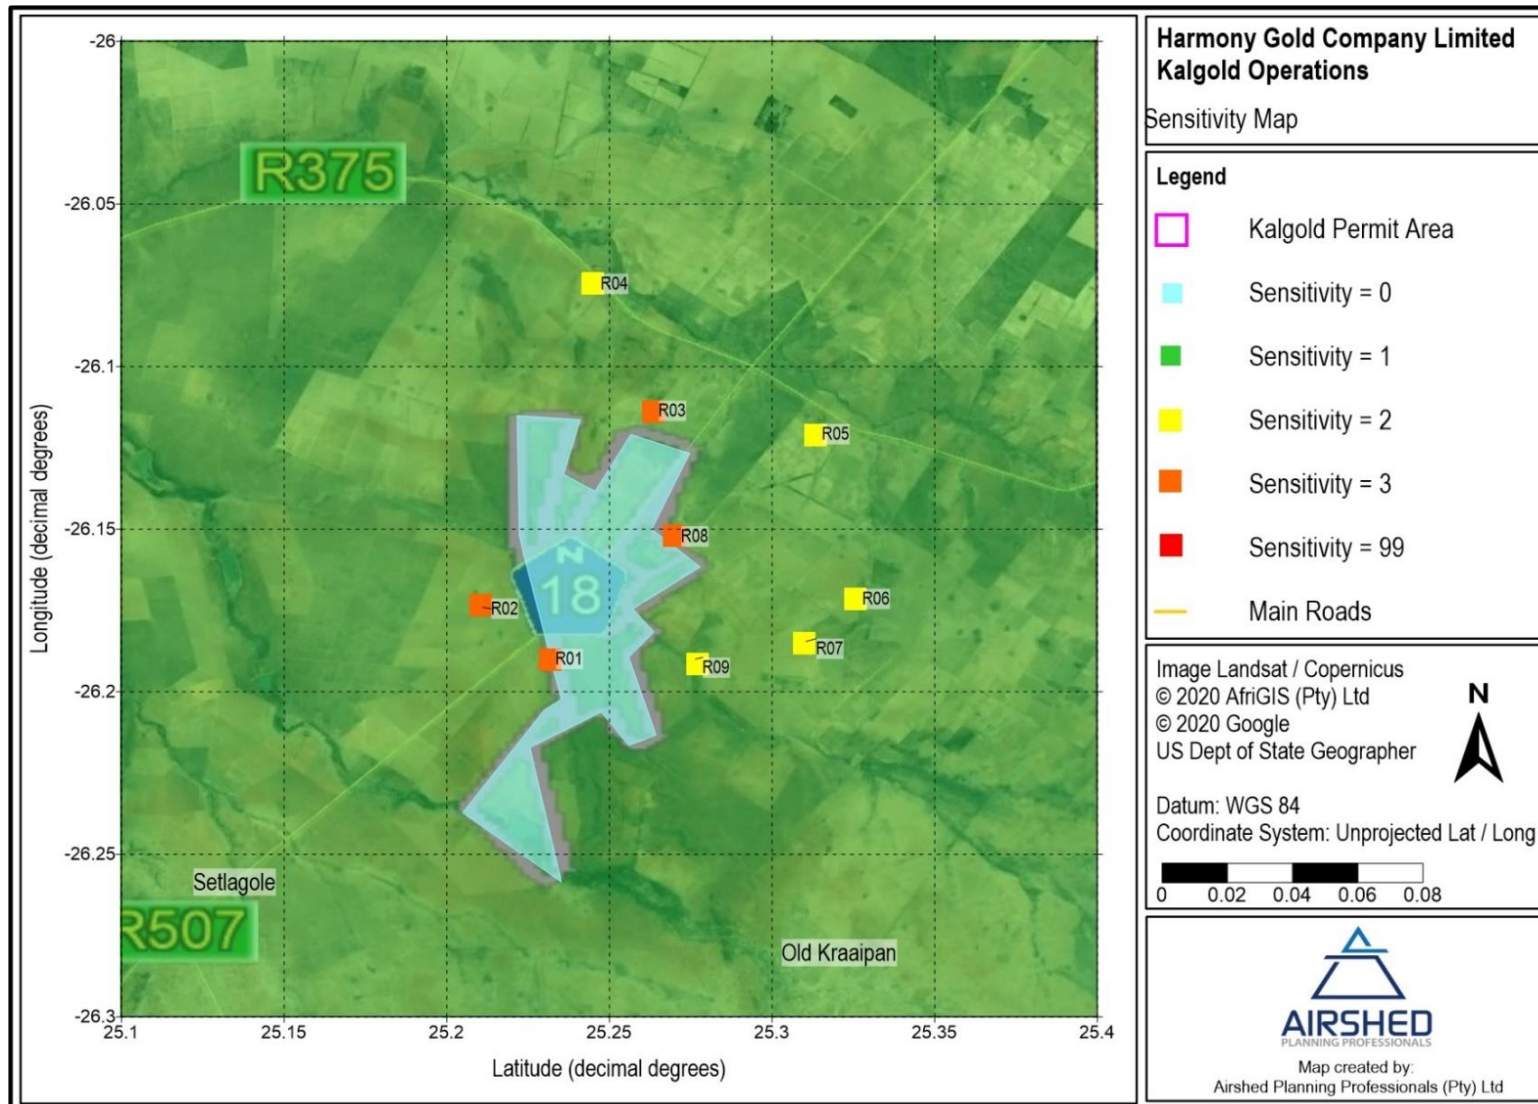 Harmony Gold Company Limited
Kalgold Operations
Sensitivity Map
Legend
Kalgold Permit Area
Sensitivity = 0
Sensitivity = 1
Sensitivity = 2
Sensitivity = 3
Sensitivity = 99
Main Roads
Image Landsat / Copernicus
© 2020 AfriGIS (Pty) Ltd
© 2020 Google
US Dept of State Geographer
N
Datum: WGS 84
Coordinate System: Unprojected Lat / Long
0 0.02 0.04 0.06 0.08
AIRSHED
PLANNING PROFESSIONALS
Map created by:
Airshed Planning Professionals (Pty) Ltd
Longitude (decimal degrees)
-26
-26.05
-26.1
-26.15
-26.2
-26.25
-26.3
R375
R04
R03
R05
R08
N
18
R06
R02
R07
R01
R09
Setlagole
R507
Old Kraaipan
25.1 25.15 25.2 25.25 25.3 25.35 25.4
Latitude (decimal degrees)